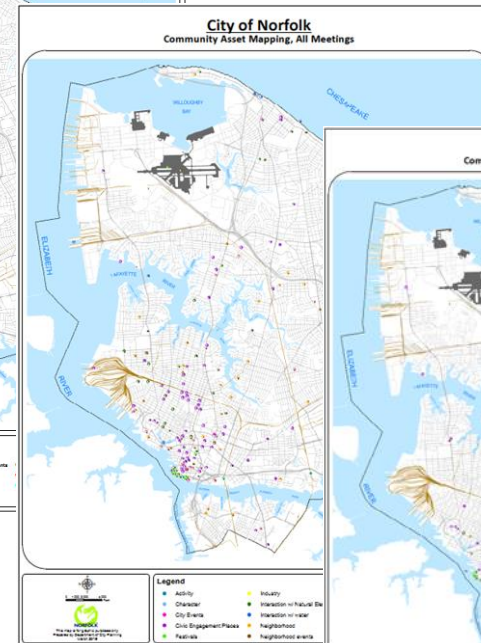 City of Norfolk
Community Asset Mapping, All Meetings
WILLOUGHBY
BAY
CHESAPEAKE
Com
ELIZABETH
ELIZABETH
LAFAYETTE
RIVER
RIVER
RIVER
Legend
Activity
Character
City Events
Civic Engagement Places
Festivals
Industry
Interaction w/ Natural Ele
Interaction w/ water
Neighborhood
Neighborhood events
NORFOLK